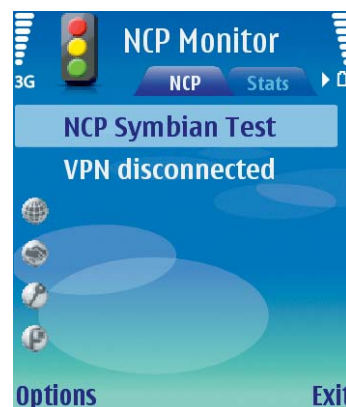 NCP Monitor
3G
NCP Stats
NCP Symbian Test
VPN disconnected
Options Exit